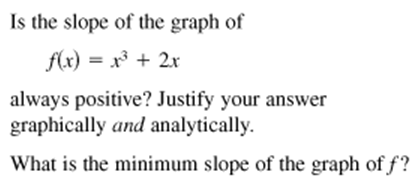 Is the slope of the graph of
f(x) = x³ + 2x
always positive? Justify your answer
graphically and analytically.
What is the minimum slope of the graph of f?